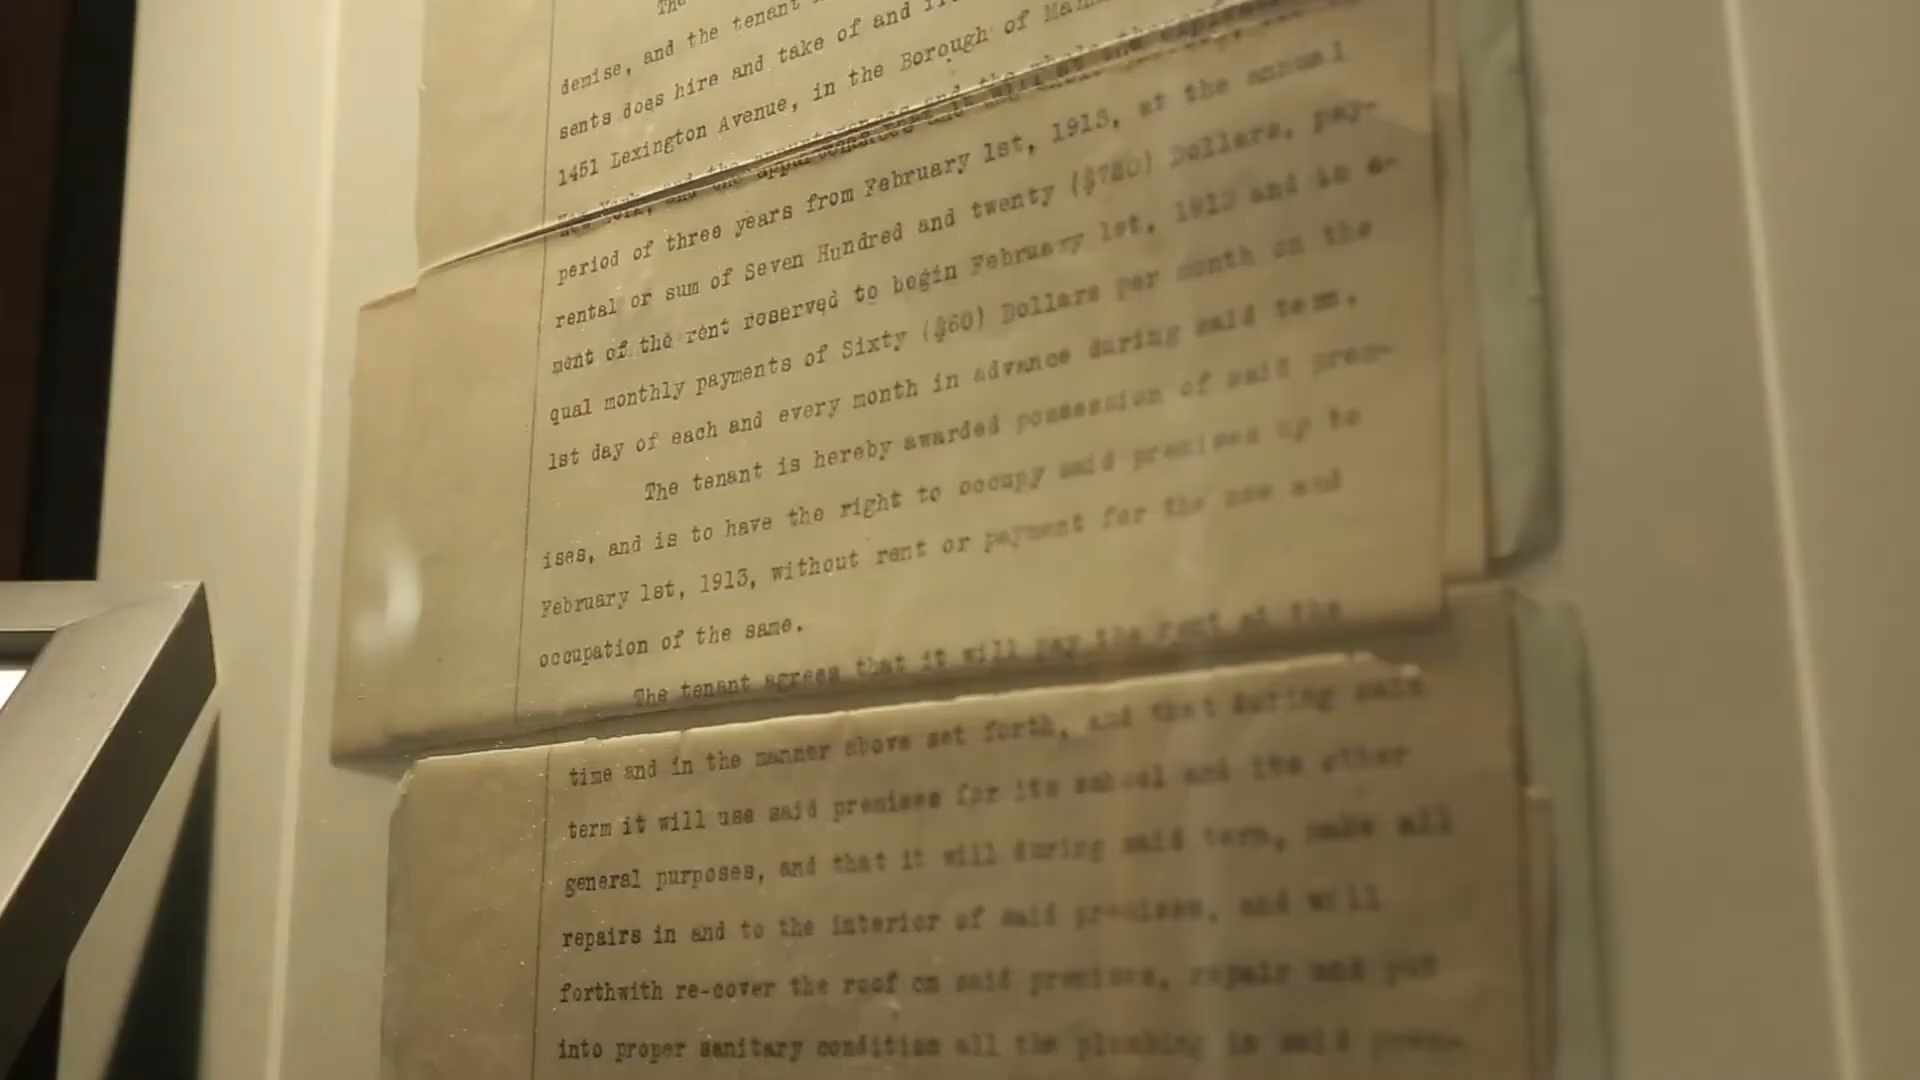 The
denise, and the tenant
sents does hire and take of and
1451 Lexington Avenue, in the Borough of
New York, and the appurtenances
period of three years from February 1st, 1913, at the annual
rental or sum of Seven Hundred and twenty ($720) Dollars, pay-
ment of the rent reserved to begin February 1st, 1913 and in e-
qual monthly payments of Sixty ($60) Dollars per month on the
1st day of each and every month in advance during said term.
The tenant is hereby awarded possession of said prem-
ises, and is to have the right to occupy said premises up to
February 1st, 1913, without rent or payment for the use and
occupation of the same.
The tenant agrees that it will pay the rent at the
time and in the manner above set forth, and that during said
term it will use said premises for its school and its other
general purposes, and that it will during said term, make all
repairs in and to the interior of said premises, and will
forthwith re-cover the roof on said premises, repair and put
into proper sanitary condition all the plumbing in said prem-